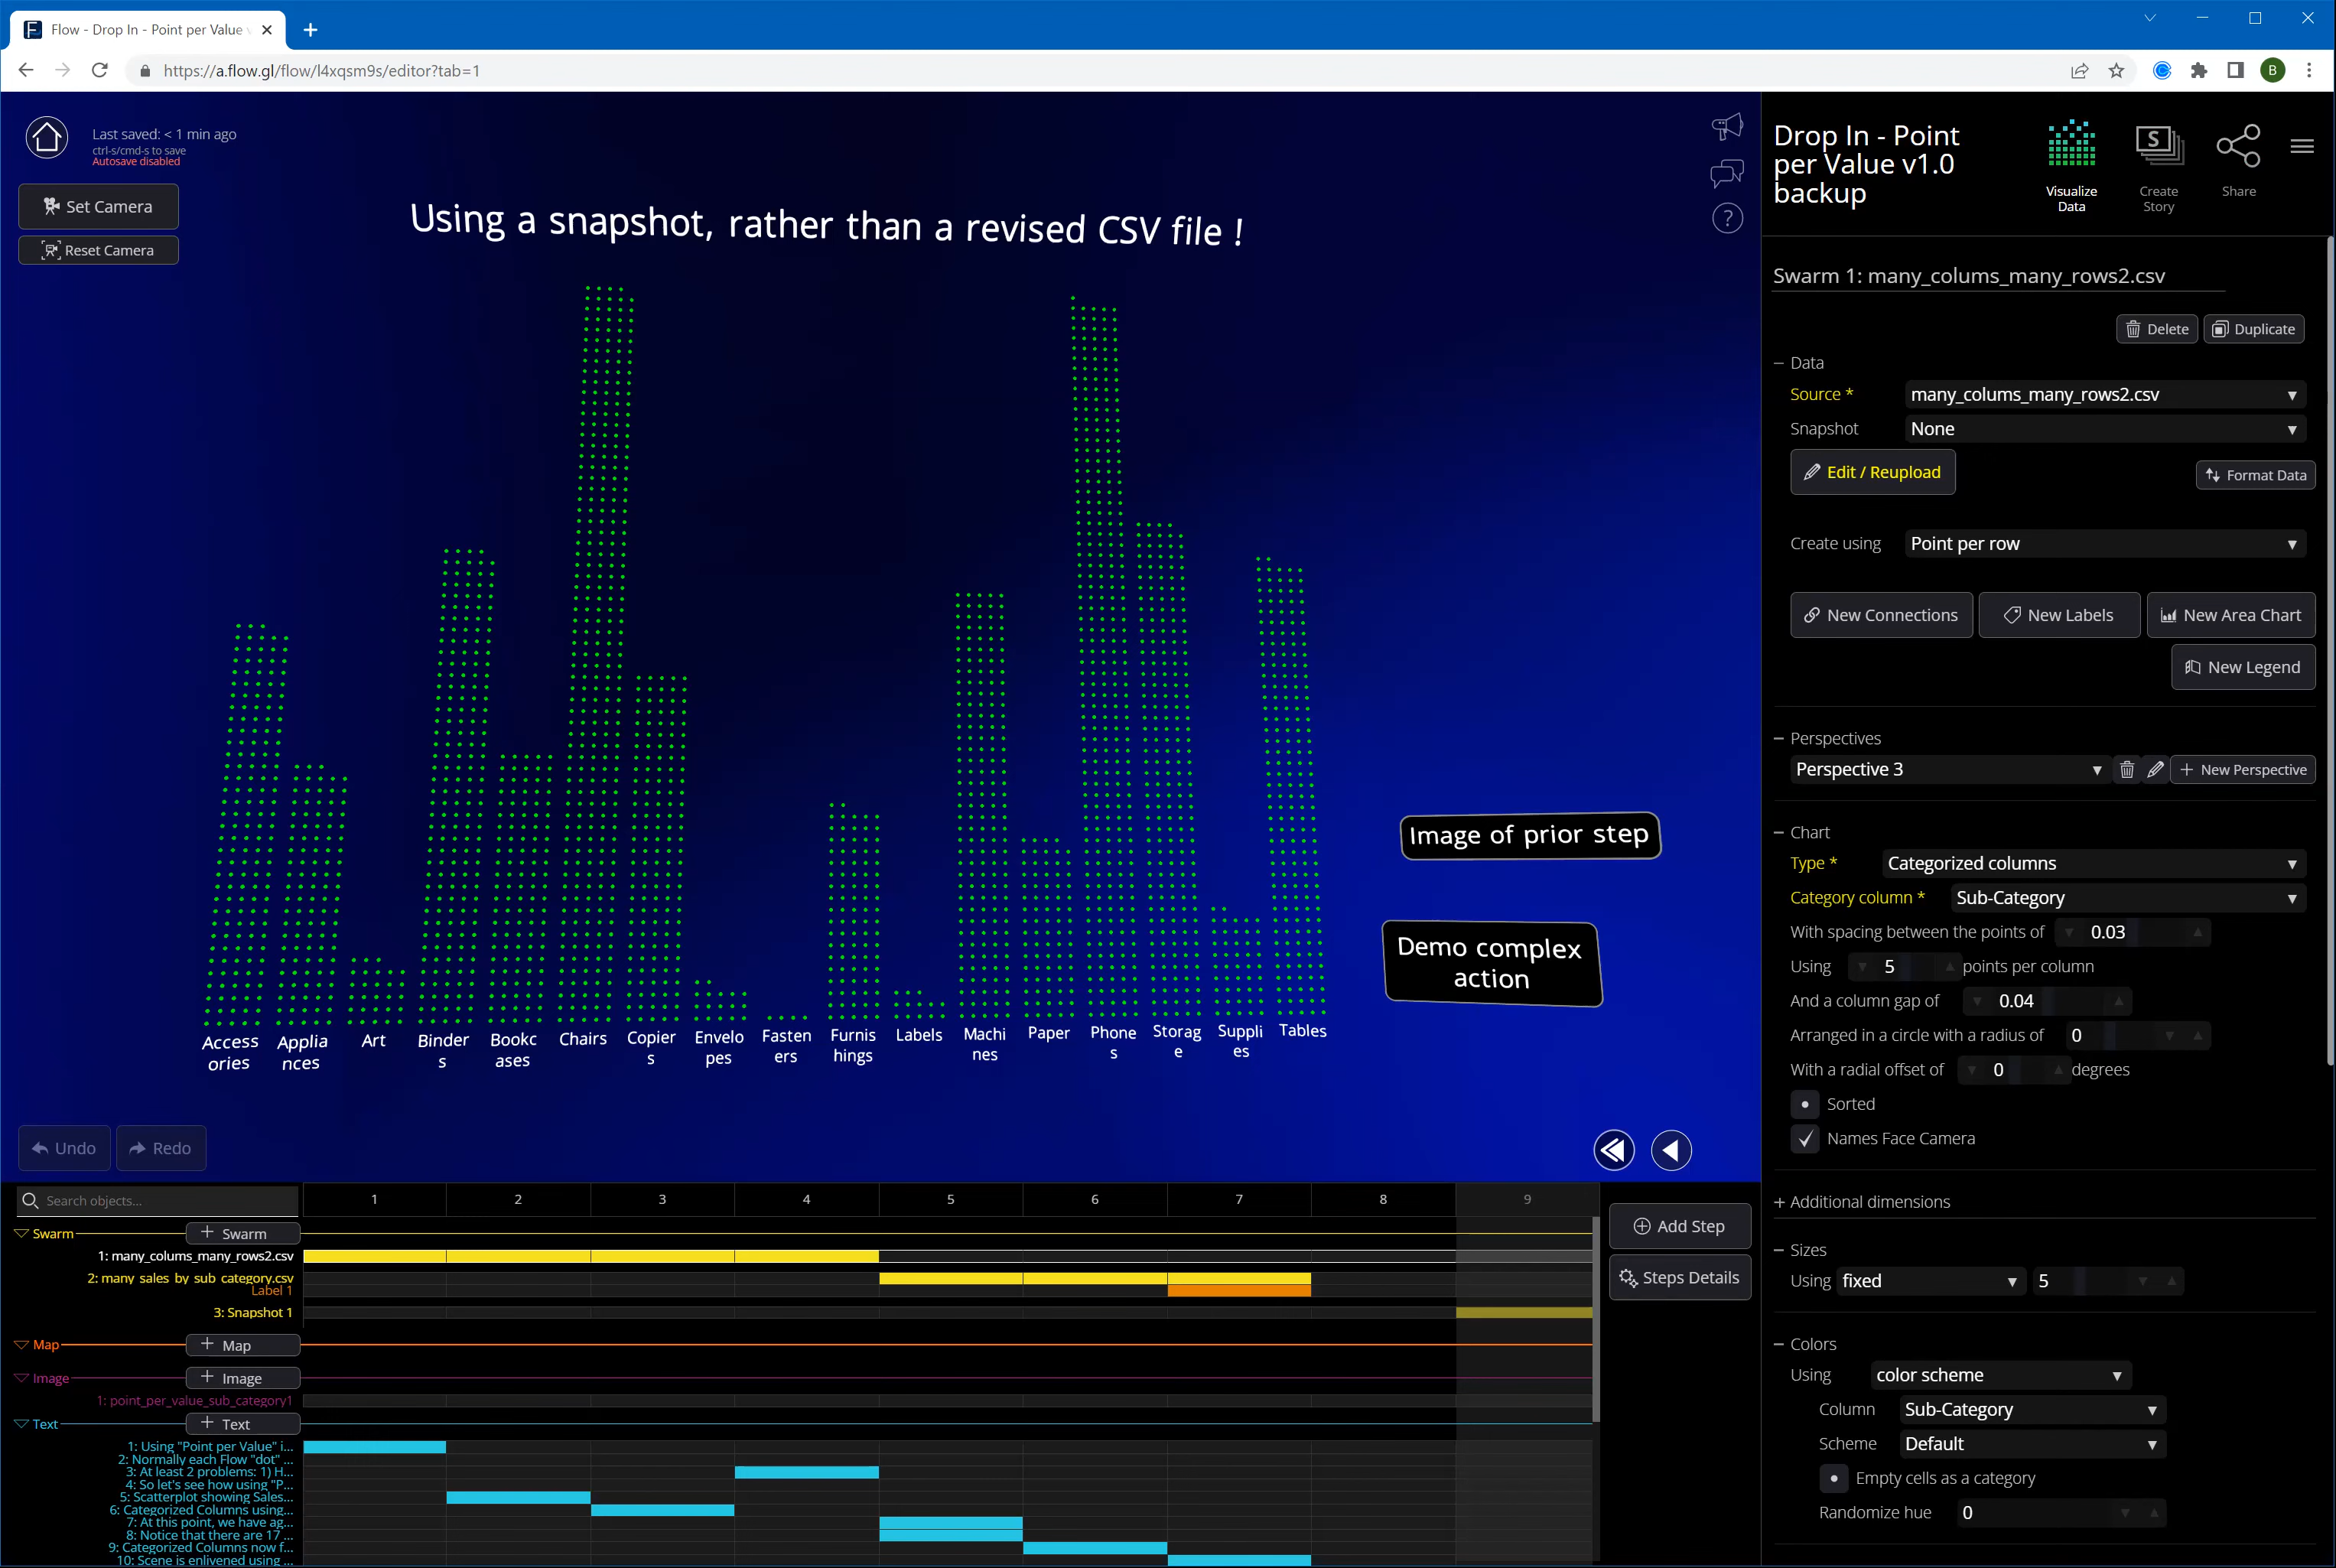 Flow - Drop In - Point per Value
https://a.flow.gl/flow/l4xqsm9s/editor?tab=1
B
Last saved: < 1 min ago
ctrl-s/cmd-s to save
Autosave disabled
Set Camera
Reset Camera
Using a snapshot, rather than a revised CSV file !
?
Image of prior step
Demo complex
action
Access
ories
Applia
nces
Art
Binder
s
Bookc
ases
Chairs
Copier
s
Envelo
pes
Fasten
ers
Furnis
hings
Labels
Machi
nes
Paper
Phone
s
Storag
e
Suppli
es
Tables
Undo
Redo
Search objects...
1 2 3 4 5 6 7 8 9
Swarm
+ Swarm
1: many_colums_many_rows2.csv
2: many sales by sub category.csv
Label 1
3: Snapshot 1
Map
+ Map
Image
+ Image
1: point_per_value_sub_category1
Text
+ Text
1: Using "Point per Value" i...
2: Normally each Flow "dot" ...
3: At least 2 problems: 1) H...
4: So let's see how using "P...
5: Scatterplot showing Sales...
6: Categorized Columns using...
7: At this point, we have ag...
8: Notice that there are 17 ...
9: Categorized Columns now f...
10: Scene is enlivened using ...
Add Step
Steps Details
Drop In - Point
per Value v1.0
backup
Visualize
Data
S
Create
Story
Share
Swarm 1: many_colums_many_rows2.csv
Delete
Duplicate
Data
Source * many_colums_many_rows2.csv
Snapshot None
Edit / Reupload
Format Data
Create using Point per row
New Connections
New Labels
New Area Chart
New Legend
Perspectives
Perspective 3
+ New Perspective
Chart
Type * Categorized columns
Category column * Sub-Category
With spacing between the points of 0.03
Using 5 points per column
And a column gap of 0.04
Arranged in a circle with a radius of 0
With a radial offset of 0 degrees
Sorted
Names Face Camera
+ Additional dimensions
Sizes
Using fixed 5
Colors
Using color scheme
Column Sub-Category
Scheme Default
Empty cells as a category
Randomize hue 0